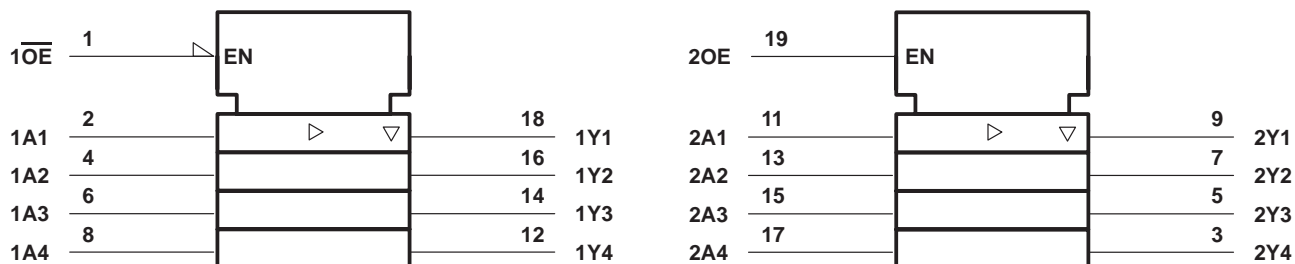 1O̅E̅ 1 EN
1A1 2 18 1Y1
1A2 4 16 1Y2
1A3 6 14 1Y3
1A4 8 12 1Y4
2OE 19 EN
2A1 11 9 2Y1
2A2 13 7 2Y2
2A3 15 5 2Y3
2A4 17 3 2Y4